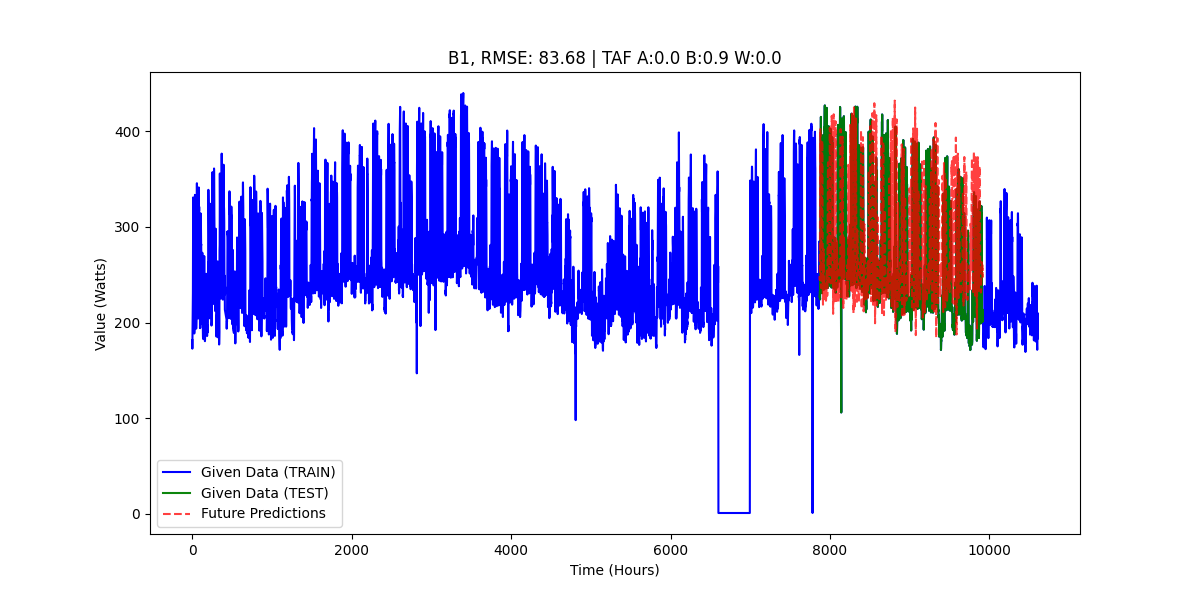 B1, RMSE: 83.68 | TAF A:0.0 B:0.9 W:0.0
Value (Watts)
400
300
200
100
0
Given Data (TRAIN)
Given Data (TEST)
Future Predictions
0 2000 4000 6000 8000 10000
Time (Hours)